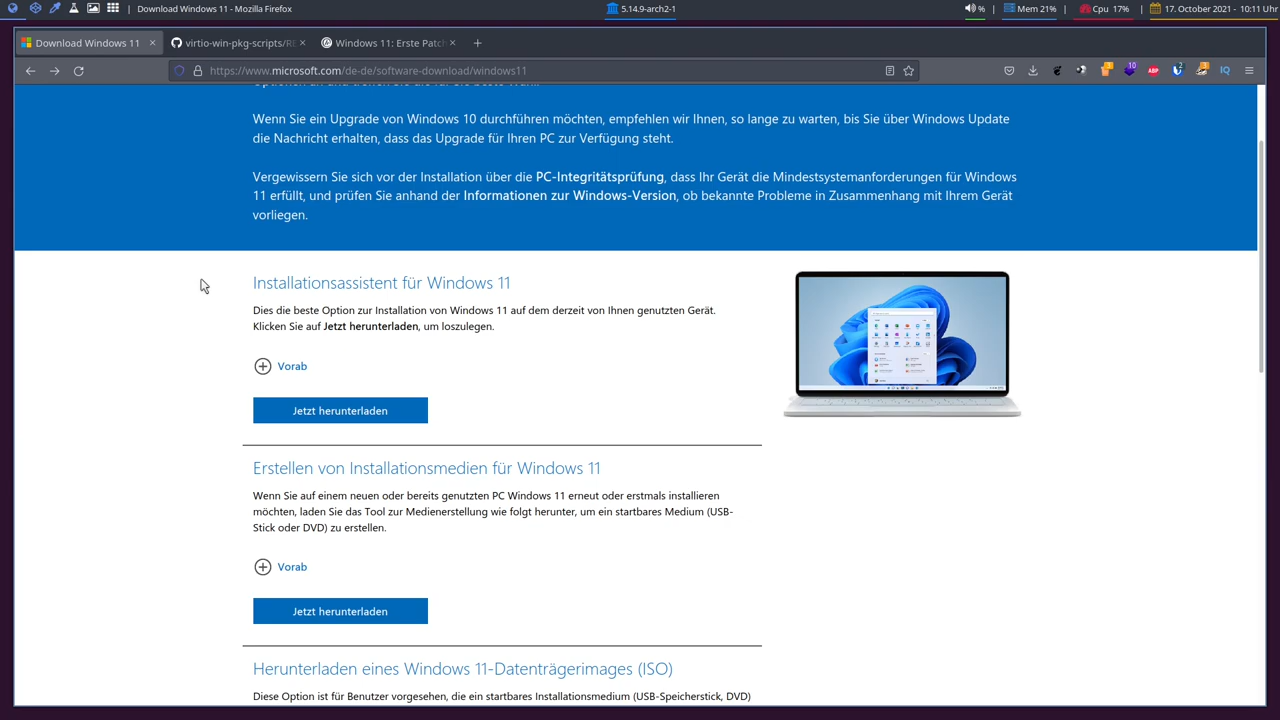 Download Windows 11 - Mozilla Firefox
5.14.9-arch2-1
%
Mem 21%
Cpu 17%
17. October 2021 - 10:11 Uhr
Download Windows 11
virtio-win-pkg-scripts/RE
Windows 11: Erste Patch
https://www.microsoft.com/de-de/software-download/windows11
10
ABP
2
IQ
Wenn Sie ein Upgrade von Windows 10 durchführen möchten, empfehlen wir Ihnen, so lange zu warten, bis Sie über Windows Update
die Nachricht erhalten, dass das Upgrade für Ihren PC zur Verfügung steht.
Vergewissern Sie sich vor der Installation über die PC-Integritätsprüfung, dass Ihr Gerät die Mindestsystemanforderungen für Windows
11 erfüllt, und prüfen Sie anhand der Informationen zur Windows-Version, ob bekannte Probleme in Zusammenhang mit Ihrem Gerät
vorliegen.
Installationsassistent für Windows 11
Dies die beste Option zur Installation von Windows 11 auf dem derzeit von Ihnen genutzten Gerät.
Klicken Sie auf Jetzt herunterladen, um loszulegen.
Vorab
Jetzt herunterladen
Erstellen von Installationsmedien für Windows 11
Wenn Sie auf einem neuen oder bereits genutzten PC Windows 11 erneut oder erstmals installieren
möchten, laden Sie das Tool zur Medienerstellung wie folgt herunter, um ein startbares Medium (USB-
Stick oder DVD) zu erstellen.
Vorab
Jetzt herunterladen
Herunterladen eines Windows 11-Datenträgerimages (ISO)
Diese Option ist für Benutzer vorgesehen, die ein startbares Installationsmedium (USB-Speicherstick, DVD)